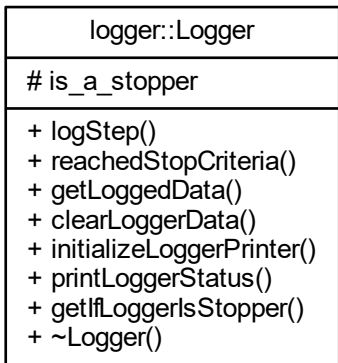 logger::Logger
# is_a_stopper
+ logStep()
+ reachedStopCriteria()
+ getLoggedData()
+ clearLoggerData()
+ initializeLoggerPrinter()
+ printLoggerStatus()
+ getIfLoggerIsStopper()
+ ~Logger()